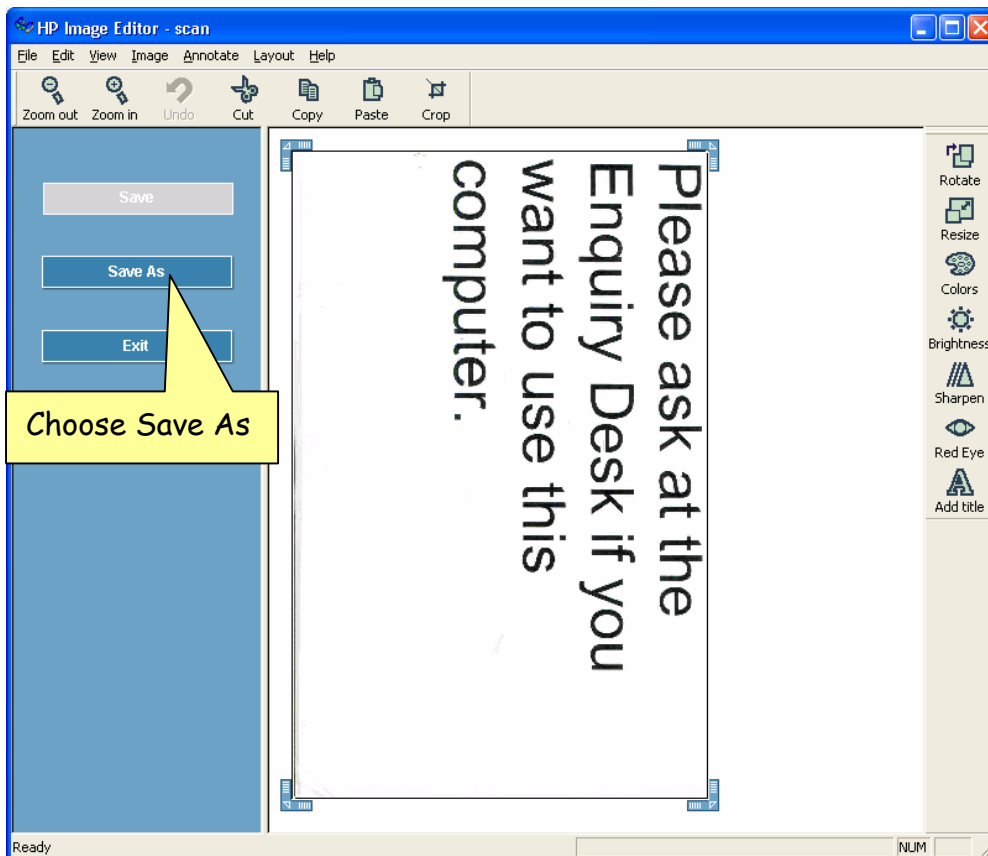 HP Image Editor - scan
File Edit View Image Annotate Layout Help
Zoom out Zoom in Undo Cut Copy Paste Crop
Save
Save As
Exit
Choose Save As
Please ask at the
Enquiry Desk if you
want to use this
computer.
Rotate
Resize
Colors
Brightness
Sharpen
Red Eye
Add title
Ready
NUM